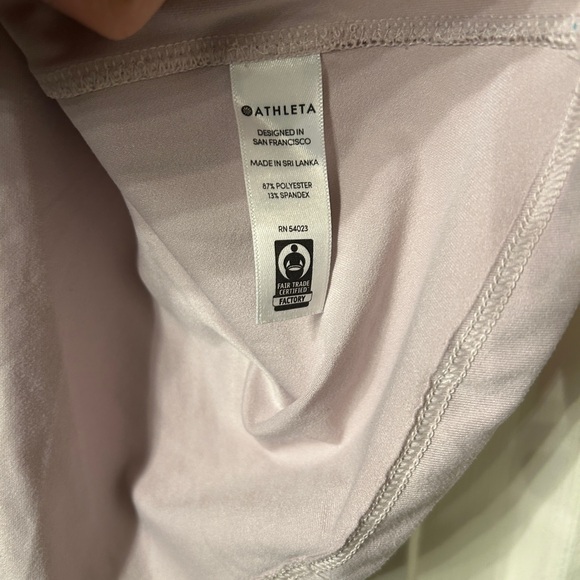 ATHLETA
DESIGNED IN
SAN FRANCISCO
MADE IN SRI LANKA
87% POLYESTER
13% SPANDEX
RN 54023
FAIR TRADE
CERTIFIED
FACTORY